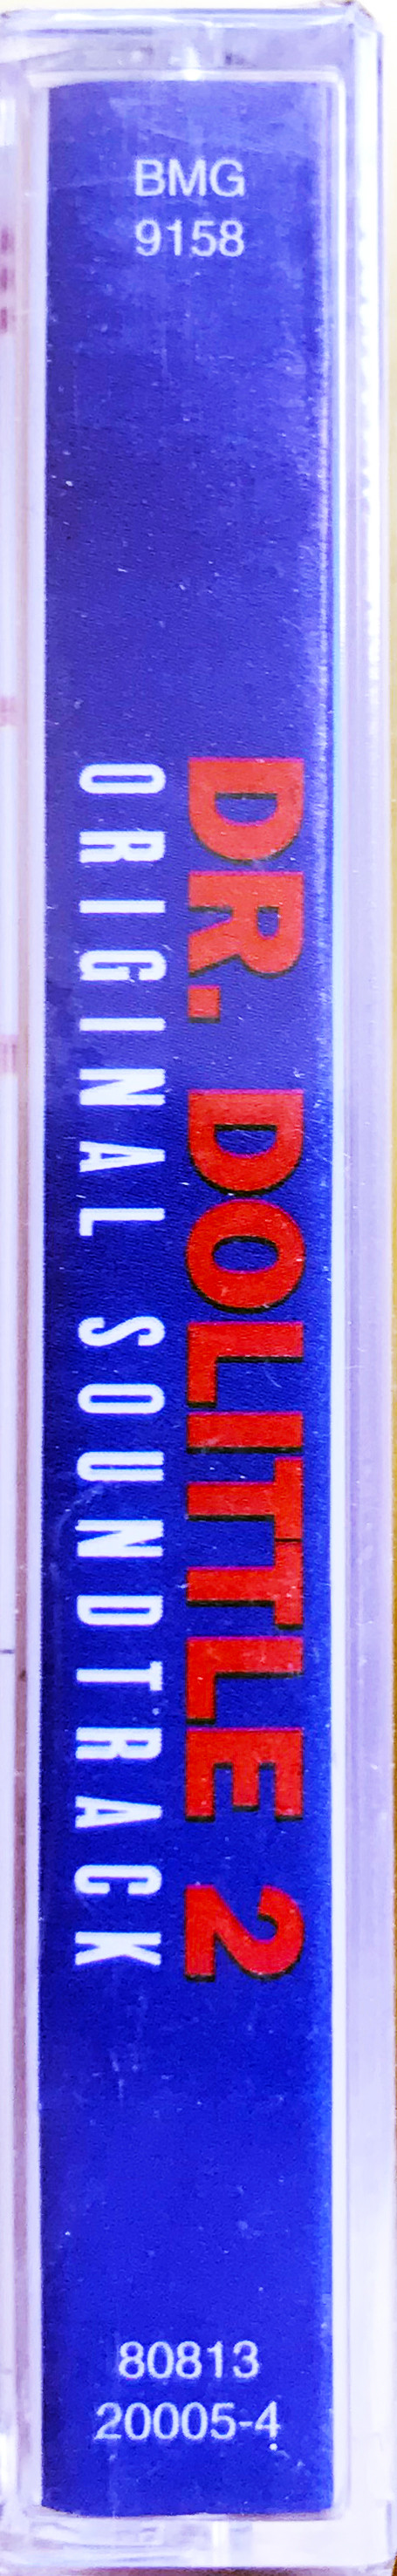 BMG
9158
DR. DOLITTLE 2
ORIGINAL SOUNDTRACK
80813
20005-4